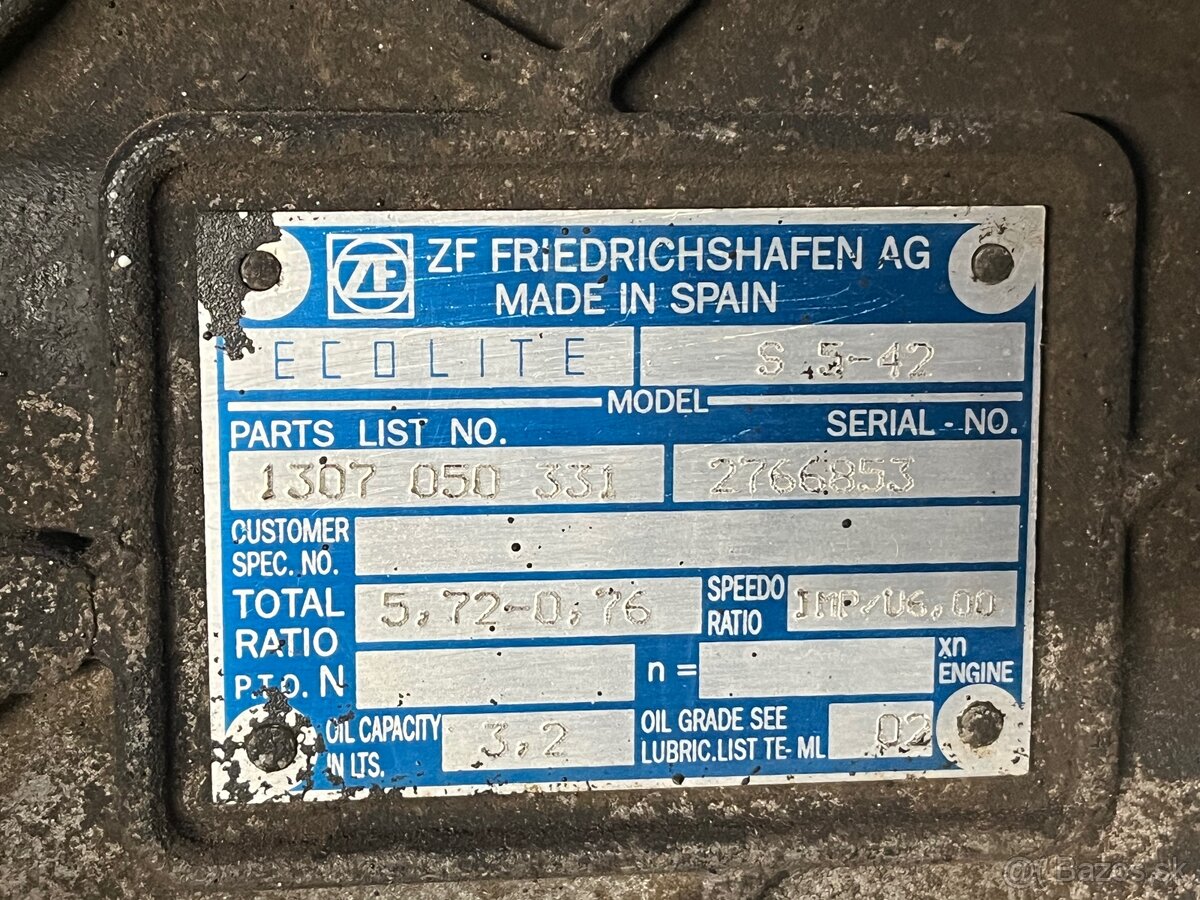 ZF
ZF FRIEDRICHSHAFEN AG
MADE IN SPAIN
ECOLITE S 5-42
MODEL
PARTS LIST NO. SERIAL - NO.
1307 050 331 2766853
CUSTOMER
SPEC. NO.
TOTAL
RATIO 5,72-0,76 SPEEDO
RATIO IMP/U6,00
P.T.O. N n = xn
ENGINE
OIL CAPACITY
IN LTS. 3,2 OIL GRADE SEE
LUBRIC.LIST TE-ML 02
Bazos.sk